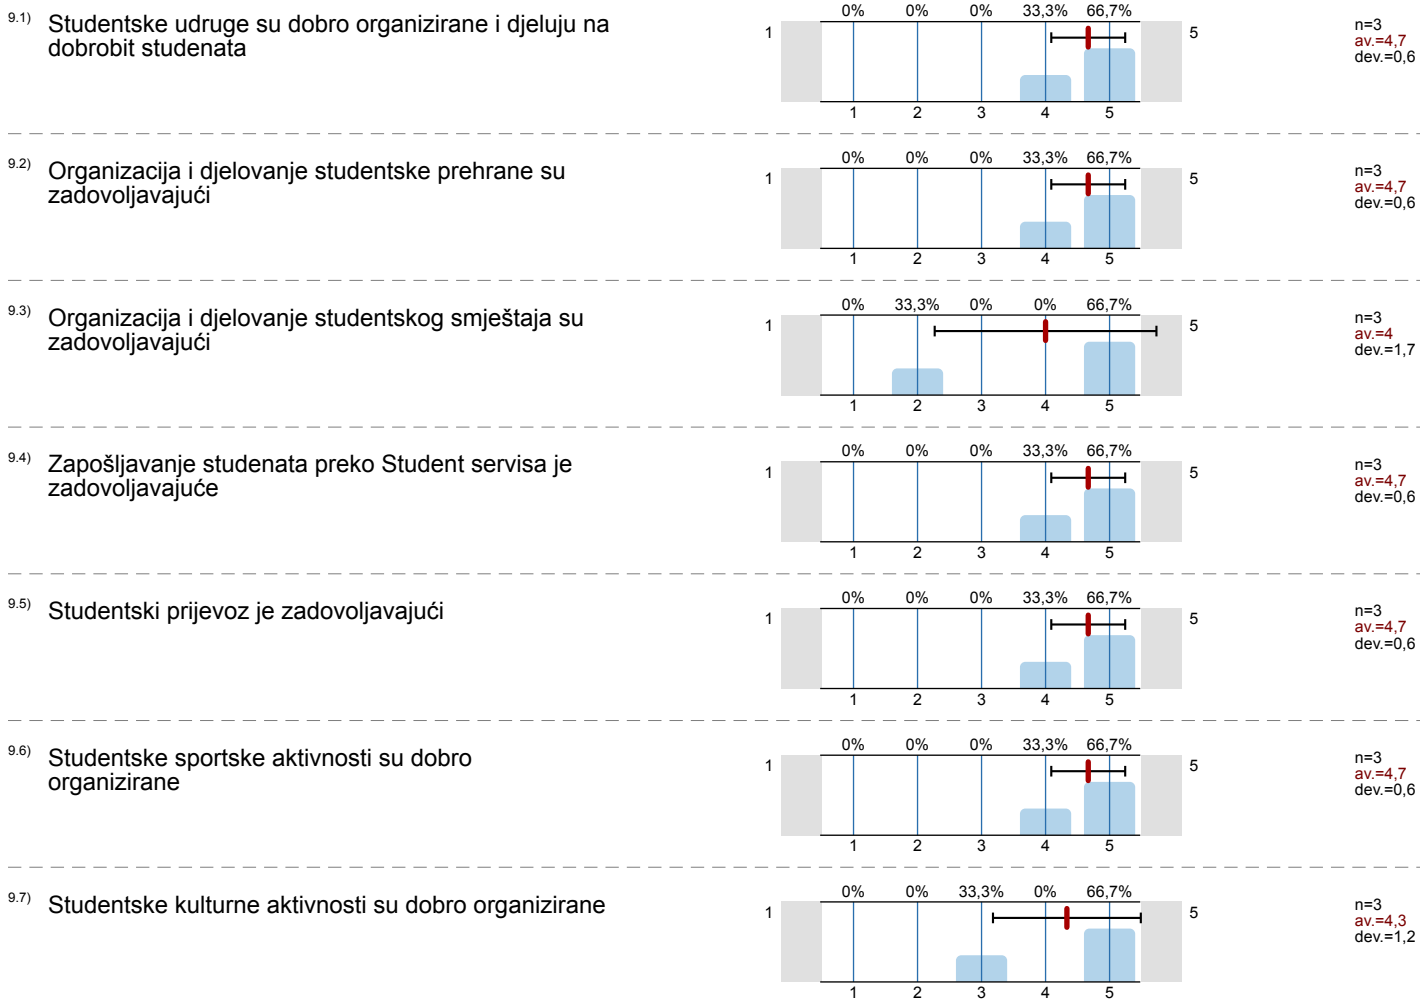 9.1) Studentske udruge su dobro organizirane i djeluju na
dobrobit studenata
0% 0% 0% 33,3% 66,7%
1 5
1 2 3 4 5
n=3
av.=4,7
dev.=0,6
9.2) Organizacija i djelovanje studentske prehrane su
zadovoljavajući
0% 0% 0% 33,3% 66,7%
1 5
1 2 3 4 5
n=3
av.=4,7
dev.=0,6
9.3) Organizacija i djelovanje studentskog smještaja su
zadovoljavajući
0% 33,3% 0% 0% 66,7%
1 5
1 2 3 4 5
n=3
av.=4
dev.=1,7
9.4) Zapošljavanje studenata preko Student servisa je
zadovoljavajuće
0% 0% 0% 33,3% 66,7%
1 5
1 2 3 4 5
n=3
av.=4,7
dev.=0,6
9.5) Studentski prijevoz je zadovoljavajući
0% 0% 0% 33,3% 66,7%
1 5
1 2 3 4 5
n=3
av.=4,7
dev.=0,6
9.6) Studentske sportske aktivnosti su dobro
organizirane
0% 0% 0% 33,3% 66,7%
1 5
1 2 3 4 5
n=3
av.=4,7
dev.=0,6
9.7) Studentske kulturne aktivnosti su dobro organizirane
0% 0% 33,3% 0% 66,7%
1 5
1 2 3 4 5
n=3
av.=4,3
dev.=1,2